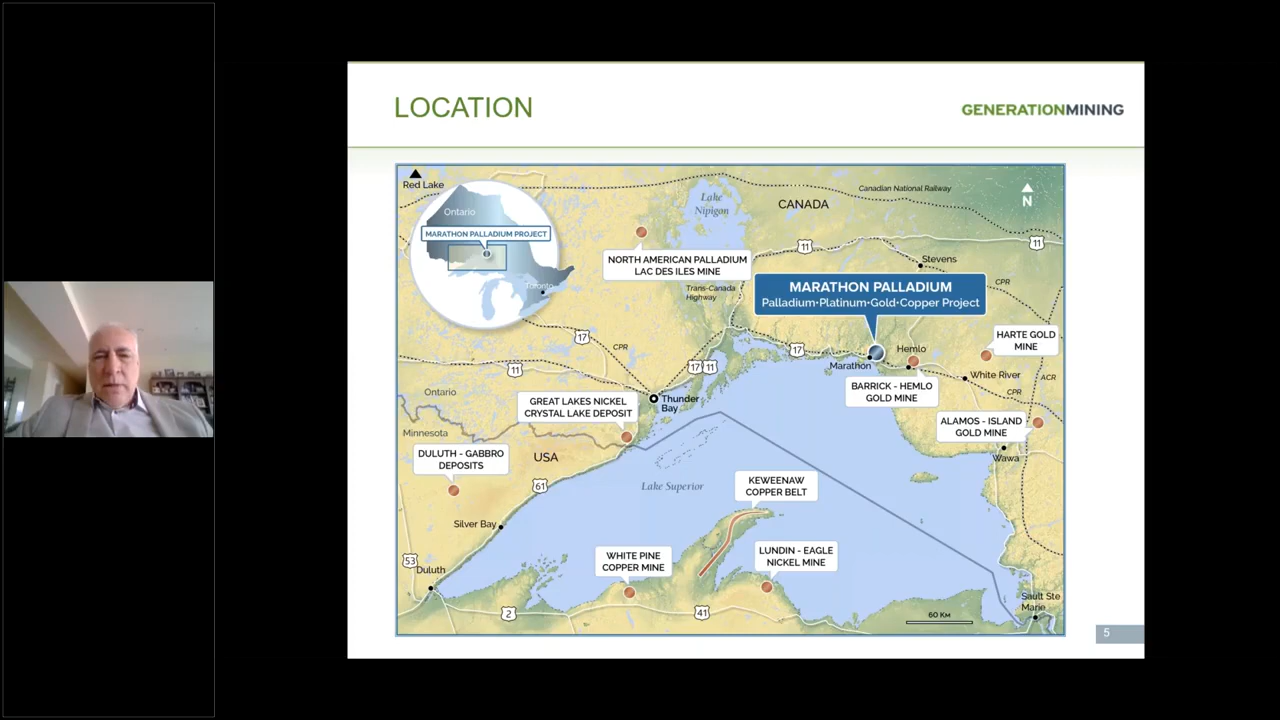 LOCATION
GENERATIONMINING
Red Lake
Ontario
MARATHON PALLADIUM PROJECT
Toronto
Lake
Nipigon
CANADA
Canadian National Railway
N
11
11
NORTH AMERICAN PALLADIUM
LAC DES ILES MINE
Trans-Canada
Highway
Stevens
CPR
MARATHON PALLADIUM
Palladium•Platinum•Gold•Copper Project
17
CPR
11
17
11
17
Marathon
Hemlo
HARTE GOLD
MINE
White River
CPR
ACR
BARRICK - HEMLO
GOLD MINE
ALAMOS - ISLAND
GOLD MINE
Wawa
Ontario
Minnesota
GREAT LAKES NICKEL
CRYSTAL LAKE DEPOSIT
Thunder
Bay
DULUTH - GABBRO
DEPOSITS
USA
61
Lake Superior
KEWEENAW
COPPER BELT
Silver Bay
WHITE PINE
COPPER MINE
LUNDIN - EAGLE
NICKEL MINE
53
Duluth
2
41
60 KM
Sault Ste
Marie
5